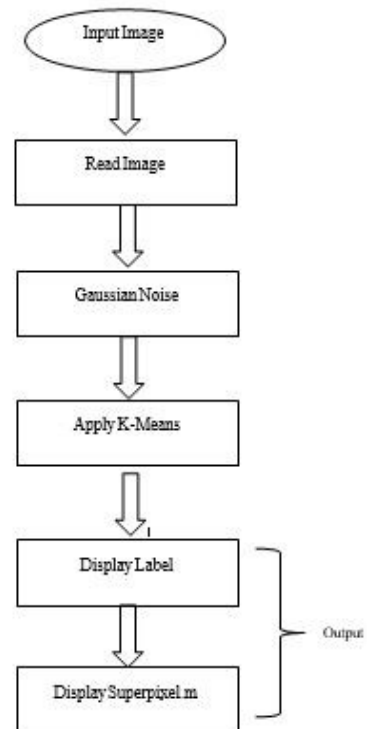 Input Image
Read Image
Gaussian Noise
Apply K-Means
Display Label
Output
Display Superpixel.m